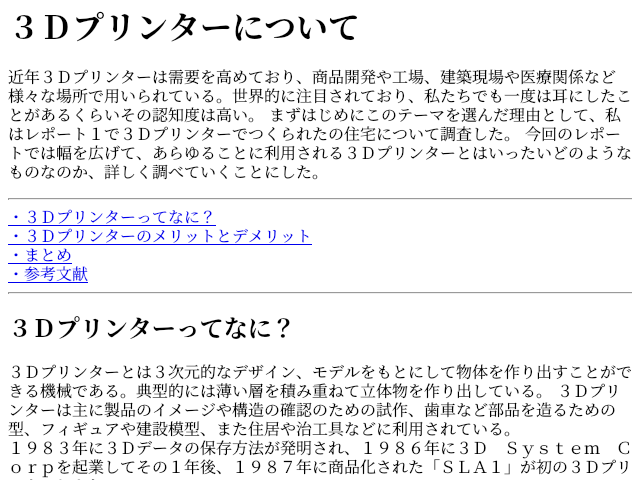 ３Ｄプリンターについて
近年３Ｄプリンターは需要を高めており、商品開発や工場、建築現場や医療関係など
様々な場所で用いられている。世界的に注目されており、私たちでも一度は耳にしたこ
とがあるくらいその認知度は高い。 まずはじめにこのテーマを選んだ理由として、私
はレポート１で３Ｄプリンターでつくられたの住宅について調査した。 今回のレポー
トでは幅を広げて、あらゆることに利用される３Ｄプリンターとはいったいどのような
ものなのか、詳しく調べていくことにした。
・３Ｄプリンターってなに？
・３Ｄプリンターのメリットとデメリット
・まとめ
・参考文献
３Ｄプリンターってなに？
３Ｄプリンターとは３次元的なデザイン、モデルをもとにして物体を作り出すことがで
きる機械である。典型的には薄い層を積み重ねて立体物を作り出している。 ３Ｄプリ
ンターは主に製品のイメージや構造の確認のための試作、歯車など部品を造るための
型、フィギュアや建設模型、また住居や治工具などに利用されている。
１９８３年に３Ｄデータの保存方法が発明され、１９８６年に３Ｄ　Ｓｙｓｔｅｍ　Ｃ
ｏｒｐを起業してその１年後、１９８７年に商品化された「ＳＬＡ１」が初の３Ｄプリ